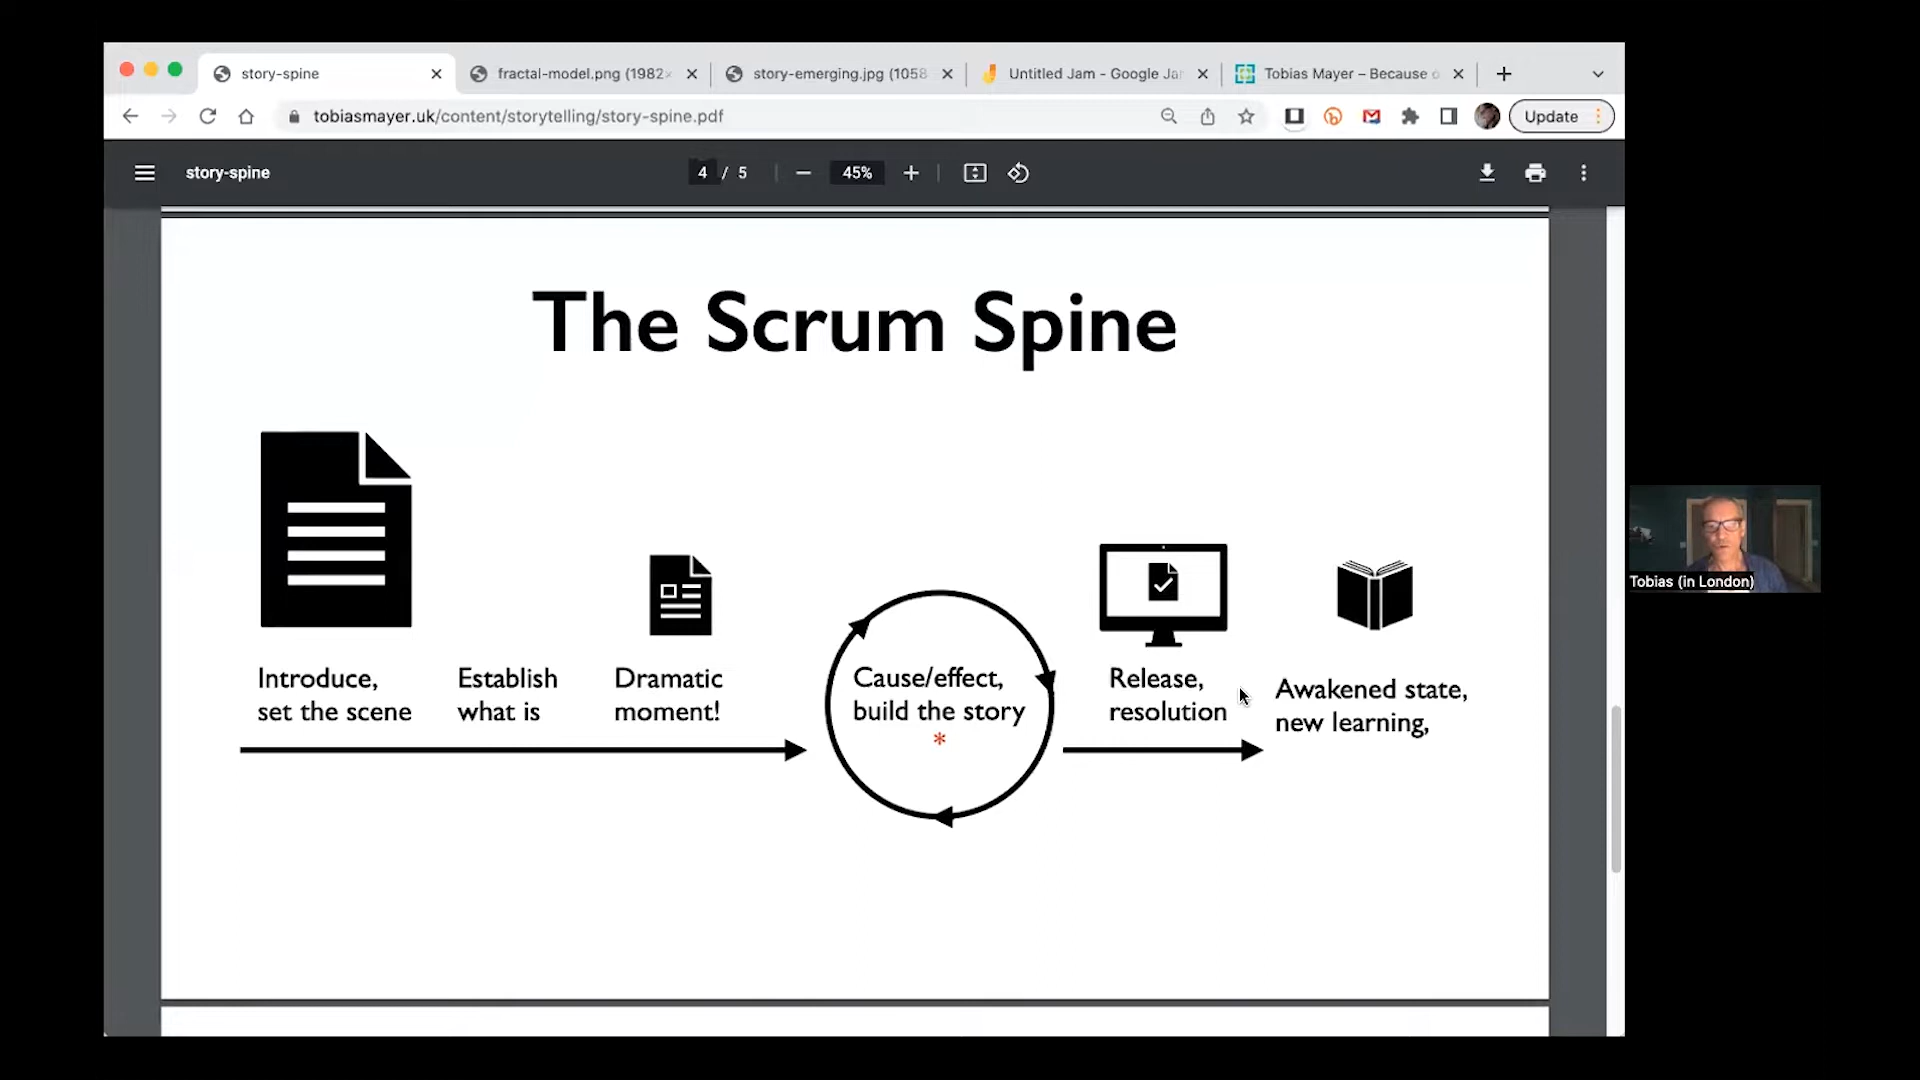 story-spine
fractal-model.png (1982×
story-emerging.jpg (1058
Untitled Jam - Google Ja
Tobias Mayer – Because o
tobiasmayer.uk/content/storytelling/story-spine.pdf
Update
story-spine
4 / 5
45%
The Scrum Spine
Introduce,
set the scene
Establish
what is
Dramatic
moment!
Cause/effect,
build the story
*
Release,
resolution
Awakened state,
new learning,
Tobias (in London)